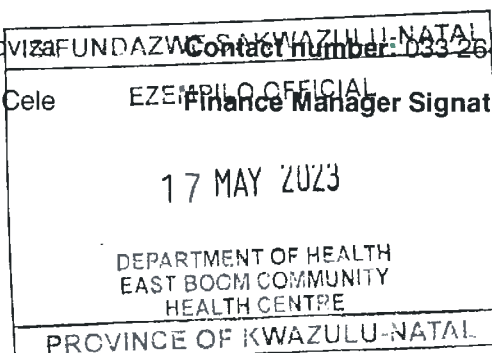 ISIFUNDAZWE SAKWAZULU-NATAL
Contact number: 033 26
Cele
EZEMPILO OFFICIAL
Finance Manager Signat
17 MAY 2023
DEPARTMENT OF HEALTH
EAST BOOM COMMUNITY
HEALTH CENTRE
PROVINCE OF KWAZULU-NATAL